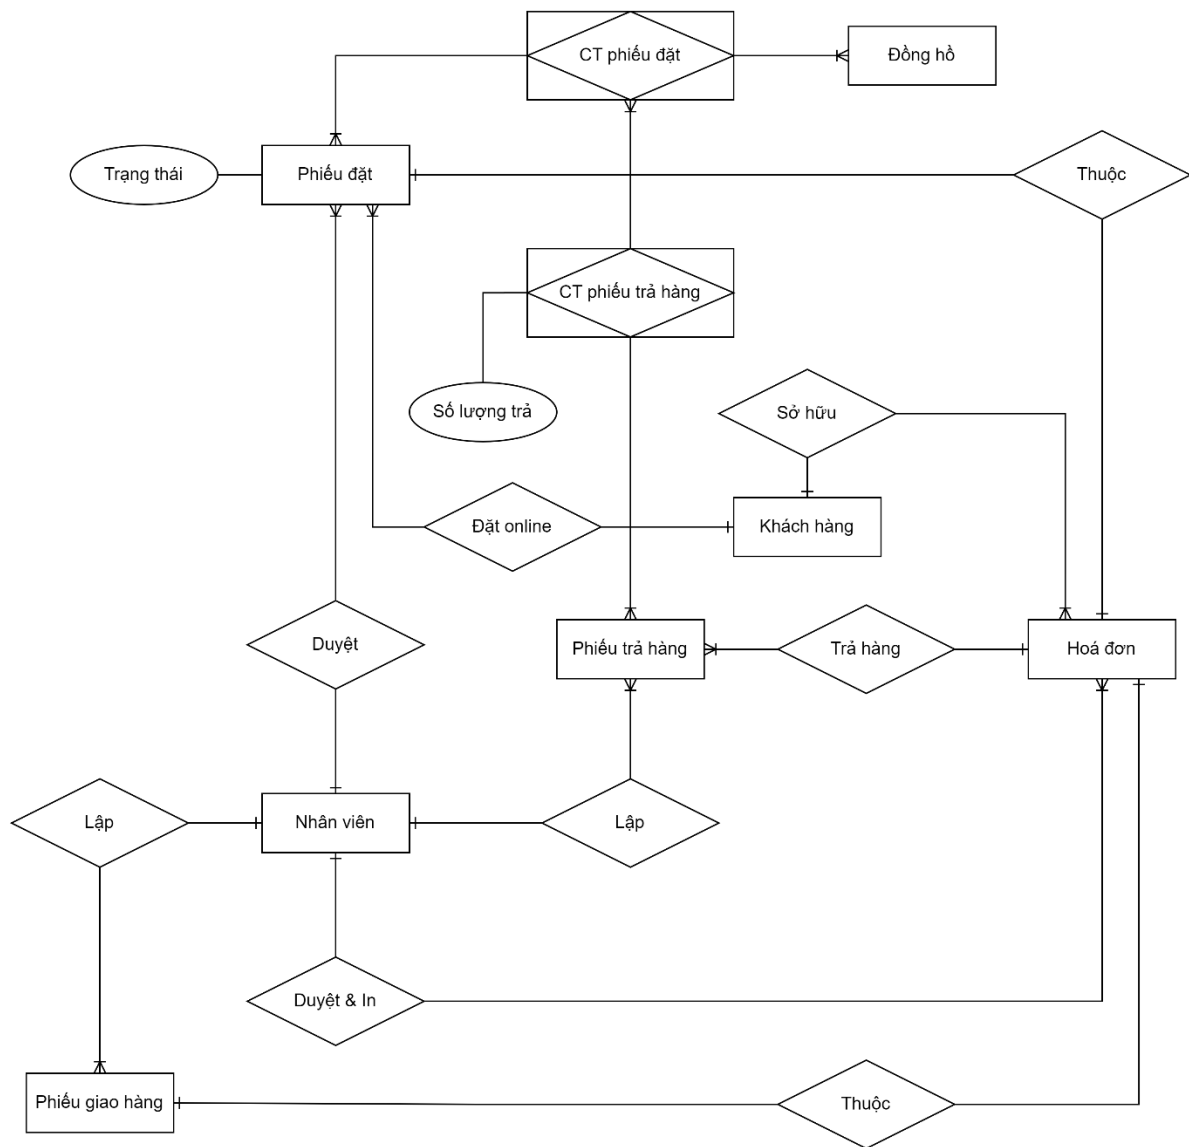 CT phiếu đặt
Đồng hồ
Trạng thái
Phiếu đặt
Thuộc
CT phiếu trả hàng
Số lượng trả
Sở hữu
Đặt online
Khách hàng
Duyệt
Phiếu trả hàng
Trả hàng
Hoá đơn
Lập
Nhân viên
Lập
Duyệt & In
Phiếu giao hàng
Thuộc